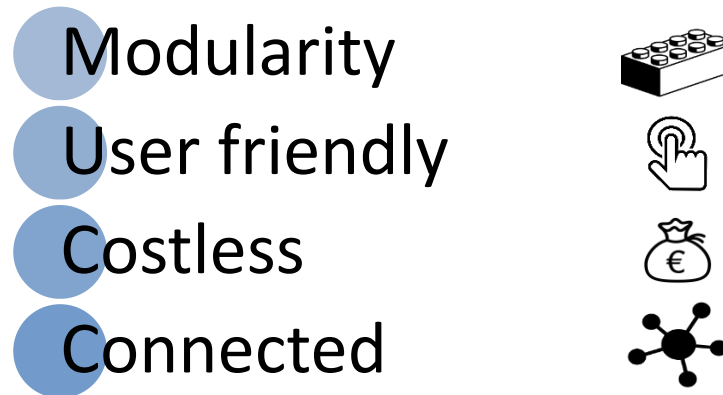 Modularity
User friendly
Costless
€
Connected